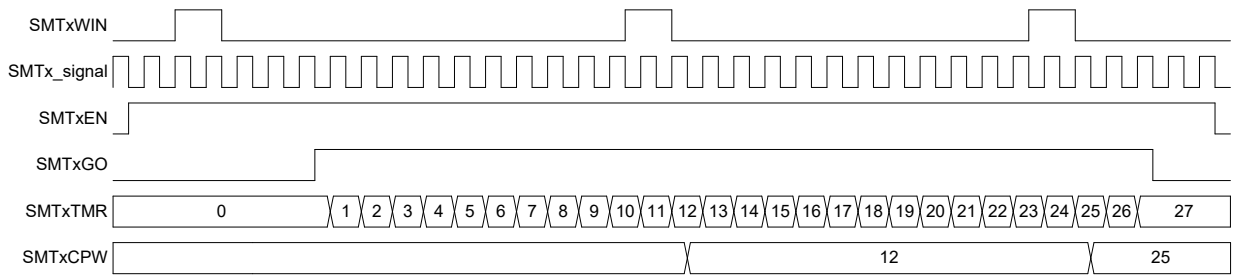 SMTxWIN
SMTx_signal
SMTxEN
SMTxGO
SMTxTMR 0 1 2 3 4 5 6 7 8 9 10 11 12 13 14 15 16 17 18 19 20 21 22 23 24 25 26 27
SMTxCPW 12 25